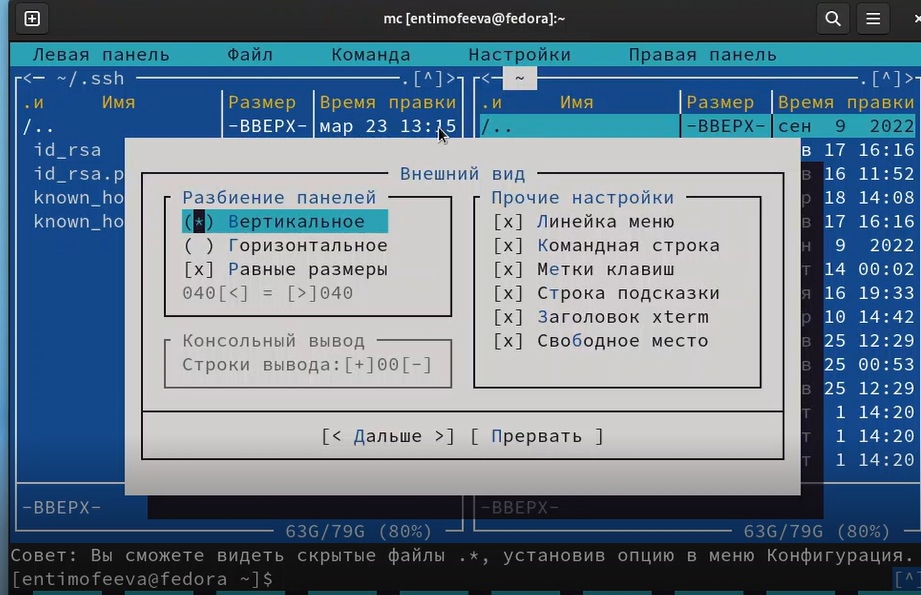 mc [entimofeeva@fedora]:~
Левая панель Файл Команда Настройки Правая панель
<— ~/.ssh .[^]> <— ~ .[^]>
.и Имя Размер Время правки .и Имя Размер Время правки
/.. -ВВЕРХ- мар 23 13:15 /.. -ВВЕРХ- сен 9 2022
id_rsa в 17 16:16
Внешний вид
id_rsa.p в 16 11:52
known_ho Разбиение панелей Прочие настройки р 18 14:08
known_ho (*) Вертикальное [x] Линейка меню в 17 16:16
( ) Горизонтальное [x] Командная строка н 9 2022
[x] Равные размеры [x] Метки клавиш т 14 00:02
040[<] = [>]040 [x] Строка подсказки я 16 19:33
[x] Заголовок xterm р 10 14:42
Консольный вывод [x] Свободное место в 25 12:29
Строки вывода:[+]00[-] в 25 00:53
в 25 12:29
т 1 14:20
[< Дальше >] [ Прервать ] т 1 14:20
т 1 14:20
-ВВЕРХ- -ВВЕРХ-
63G/79G (80%) 63G/79G (80%)
Совет: Вы сможете видеть скрытые файлы .*, установив опцию в меню Конфигурация.
[entimofeeva@fedora ~]$ [^]